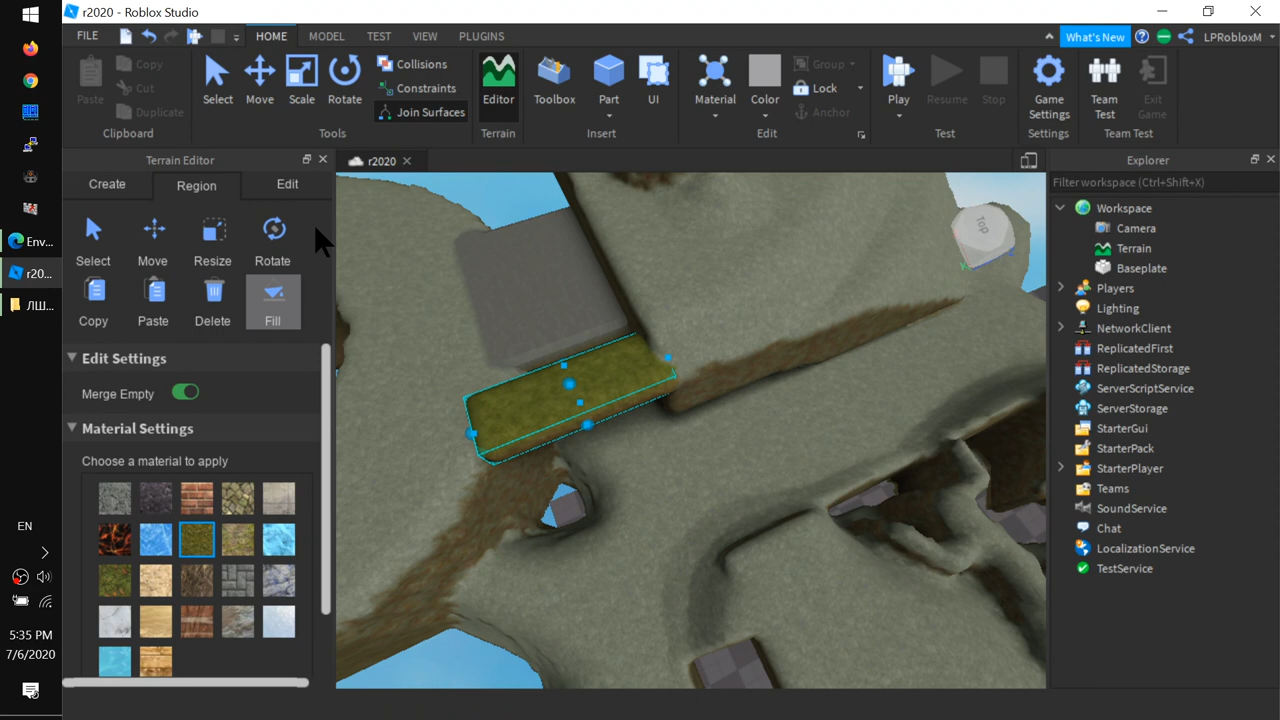 r2020 - Roblox Studio
FILE
HOME
MODEL
TEST
VIEW
PLUGINS
What's New
LPRobloxM
Paste
Copy
Cut
Duplicate
Clipboard
Select
Move
Scale
Rotate
Collisions
Constraints
Join Surfaces
Tools
Editor
Terrain
Toolbox
Part
UI
Insert
Material
Color
Group
Lock
Anchor
Edit
Play
Resume
Stop
Test
Game
Settings
Settings
Team
Test
Exit
Game
Team Test
Terrain Editor
Create
Region
Edit
Select
Move
Resize
Rotate
Copy
Paste
Delete
Fill
Edit Settings
Merge Empty
Material Settings
Choose a material to apply
r2020
Top
Y
Explorer
Filter workspace (Ctrl+Shift+X)
Workspace
Camera
Terrain
Baseplate
Players
Lighting
NetworkClient
ReplicatedFirst
ReplicatedStorage
ServerScriptService
ServerStorage
StarterGui
StarterPack
StarterPlayer
Teams
SoundService
Chat
LocalizationService
TestService
Env...
r20...
ЛШ...
EN
5:35 PM
7/6/2020